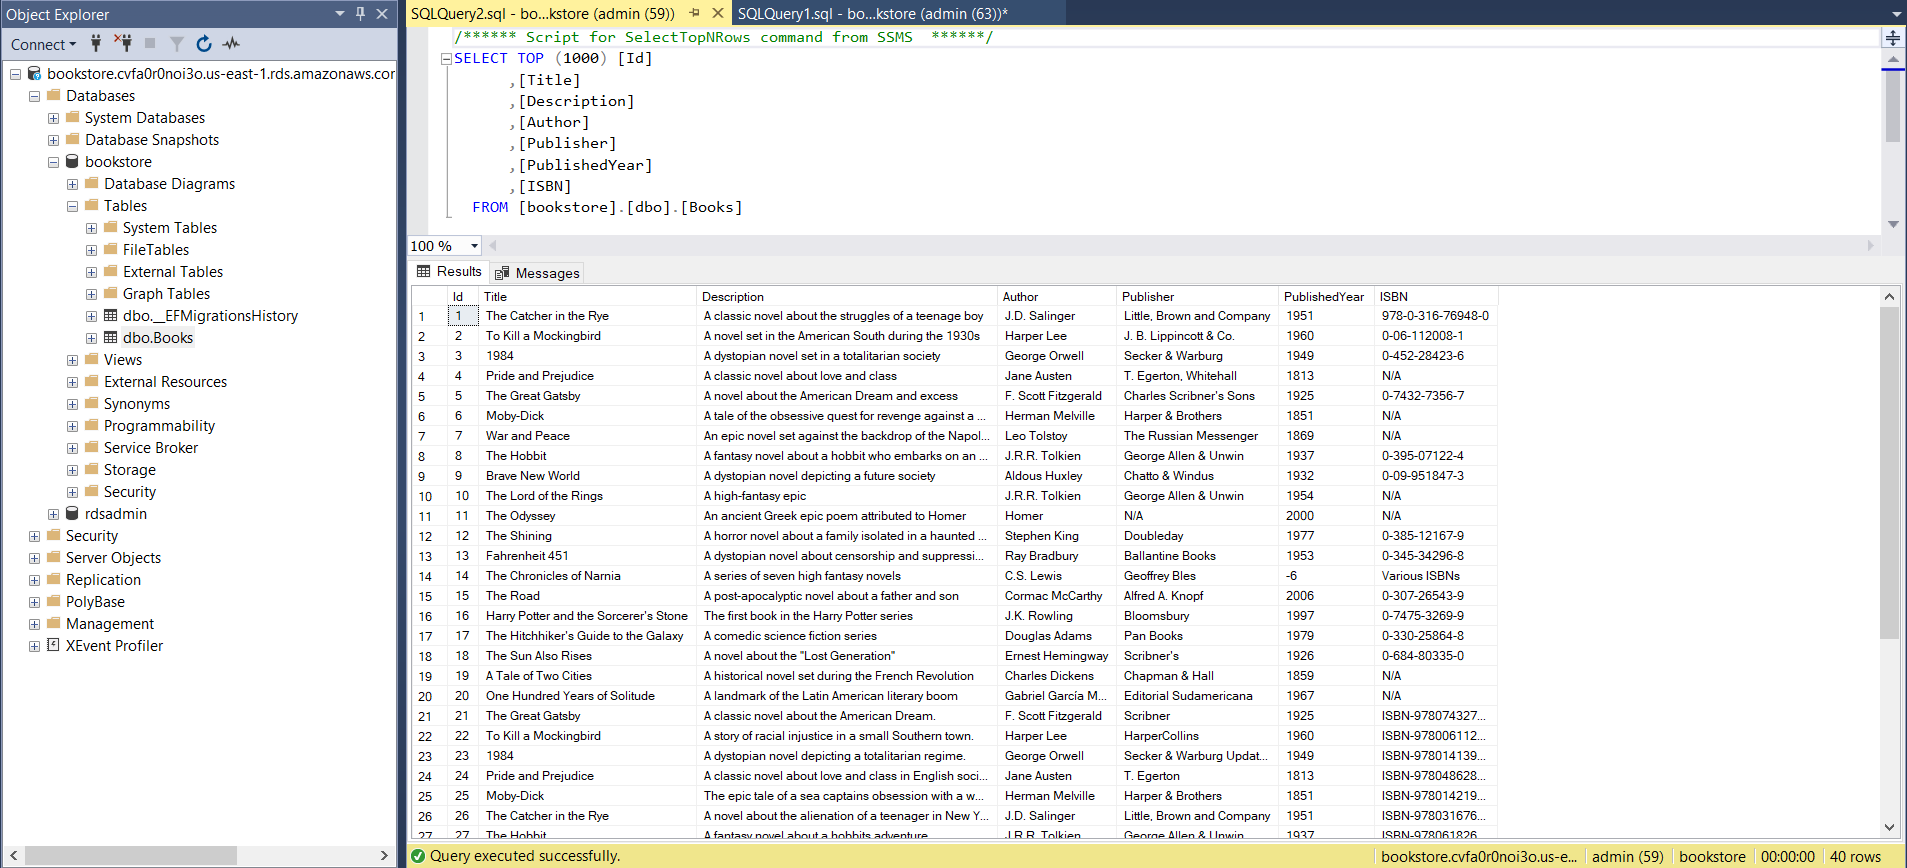 Object Explorer
Connect
bookstore.cvfa0r0noi3o.us-east-1.rds.amazonaws.cor
Databases
System Databases
Database Snapshots
bookstore
Database Diagrams
Tables
System Tables
FileTables
External Tables
Graph Tables
dbo.__EFMigrationsHistory
dbo.Books
Views
External Resources
Synonyms
Programmability
Service Broker
Storage
Security
rdsadmin
Security
Server Objects
Replication
PolyBase
Management
XEvent Profiler
SQLQuery2.sql - bo...kstore (admin (59)) SQLQuery1.sql - bo...kstore (admin (63))*
/****** Script for SelectTopNRows command from SSMS ******/
SELECT TOP (1000) [Id]
,[Title]
,[Description]
,[Author]
,[Publisher]
,[PublishedYear]
,[ISBN]
FROM [bookstore].[dbo].[Books]
100 %
Results Messages
Id Title Description Author Publisher PublishedYear ISBN
1 1 The Catcher in the Rye A classic novel about the struggles of a teenage boy J.D. Salinger Little, Brown and Company 1951 978-0-316-76948-0
2 2 To Kill a Mockingbird A novel set in the American South during the 1930s Harper Lee J. B. Lippincott & Co. 1960 0-06-112008-1
3 3 1984 A dystopian novel set in a totalitarian society George Orwell Secker & Warburg 1949 0-452-28423-6
4 4 Pride and Prejudice A classic novel about love and class Jane Austen T. Egerton, Whitehall 1813 N/A
5 5 The Great Gatsby A novel about the American Dream and excess F. Scott Fitzgerald Charles Scribner's Sons 1925 0-7432-7356-7
6 6 Moby-Dick A tale of the obsessive quest for revenge against a ... Herman Melville Harper & Brothers 1851 N/A
7 7 War and Peace An epic novel set against the backdrop of the Napol... Leo Tolstoy The Russian Messenger 1869 N/A
8 8 The Hobbit A fantasy novel about a hobbit who embarks on an ... J.R.R. Tolkien George Allen & Unwin 1937 0-395-07122-4
9 9 Brave New World A dystopian novel depicting a future society Aldous Huxley Chatto & Windus 1932 0-09-951847-3
10 10 The Lord of the Rings A high-fantasy epic J.R.R. Tolkien George Allen & Unwin 1954 N/A
11 11 The Odyssey An ancient Greek epic poem attributed to Homer Homer N/A 2000 N/A
12 12 The Shining A horror novel about a family isolated in a haunted ... Stephen King Doubleday 1977 0-385-12167-9
13 13 Fahrenheit 451 A dystopian novel about censorship and suppressi... Ray Bradbury Ballantine Books 1953 0-345-34296-8
14 14 The Chronicles of Narnia A series of seven high fantasy novels C.S. Lewis Geoffrey Bles -6 Various ISBNs
15 15 The Road A post-apocalyptic novel about a father and son Cormac McCarthy Alfred A. Knopf 2006 0-307-26543-9
16 16 Harry Potter and the Sorcerer's Stone The first book in the Harry Potter series J.K. Rowling Bloomsbury 1997 0-7475-3269-9
17 17 The Hitchhiker's Guide to the Galaxy A comedic science fiction series Douglas Adams Pan Books 1979 0-330-25864-8
18 18 The Sun Also Rises A novel about the "Lost Generation" Ernest Hemingway Scribner's 1926 0-684-80335-0
19 19 A Tale of Two Cities A historical novel set during the French Revolution Charles Dickens Chapman & Hall 1859 N/A
20 20 One Hundred Years of Solitude A landmark of the Latin American literary boom Gabriel García M... Editorial Sudamericana 1967 N/A
21 21 The Great Gatsby A classic novel about the American Dream. F. Scott Fitzgerald Scribner 1925 ISBN-978074327...
22 22 To Kill a Mockingbird A story of racial injustice in a small Southern town. Harper Lee HarperCollins 1960 ISBN-978006112...
23 23 1984 A dystopian novel depicting a totalitarian regime. George Orwell Secker & Warburg Updat... 1949 ISBN-978014139...
24 24 Pride and Prejudice A classic novel about love and class in English soci... Jane Austen T. Egerton 1813 ISBN-978048628...
25 25 Moby-Dick The epic tale of a sea captains obsession with a w... Herman Melville Harper & Brothers 1851 ISBN-978014219...
26 26 The Catcher in the Rye A novel about the alienation of a teenager in New Y... J.D. Salinger Little, Brown and Company 1951 ISBN-978031676...
27 27 The Hobbit A fantasy novel about a hobbits adventure J.R.R. Tolkien George Allen & Unwin 1937 ISBN-978061826...
Query executed successfully. bookstore.cvfa0r0noi3o.us-e... admin (59) bookstore 00:00:00 40 rows